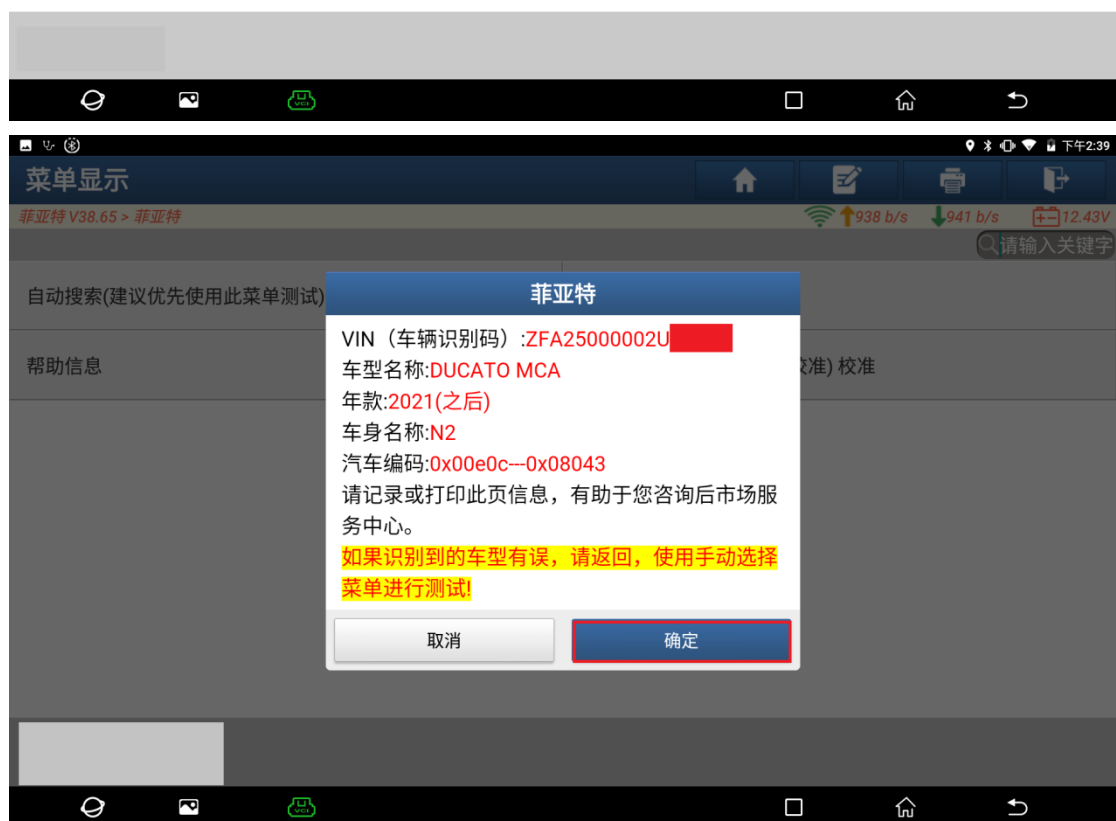 VCI
下午2:39
菜单显示
菲亚特 V38.65 > 菲亚特
938 b/s
941 b/s
12.43V
请输入关键字
自动搜索(建议优先使用此菜单测试)
帮助信息
准) 校准
菲亚特
VIN（车辆识别码）:ZFA25000002U
车型名称:DUCATO MCA
年款:2021(之后)
车身名称:N2
汽车编码:0x00e0c---0x08043
请记录或打印此页信息，有助于您咨询后市场服
务中心。
如果识别到的车型有误，请返回，使用手动选择
菜单进行测试!
取消
确定
VCI